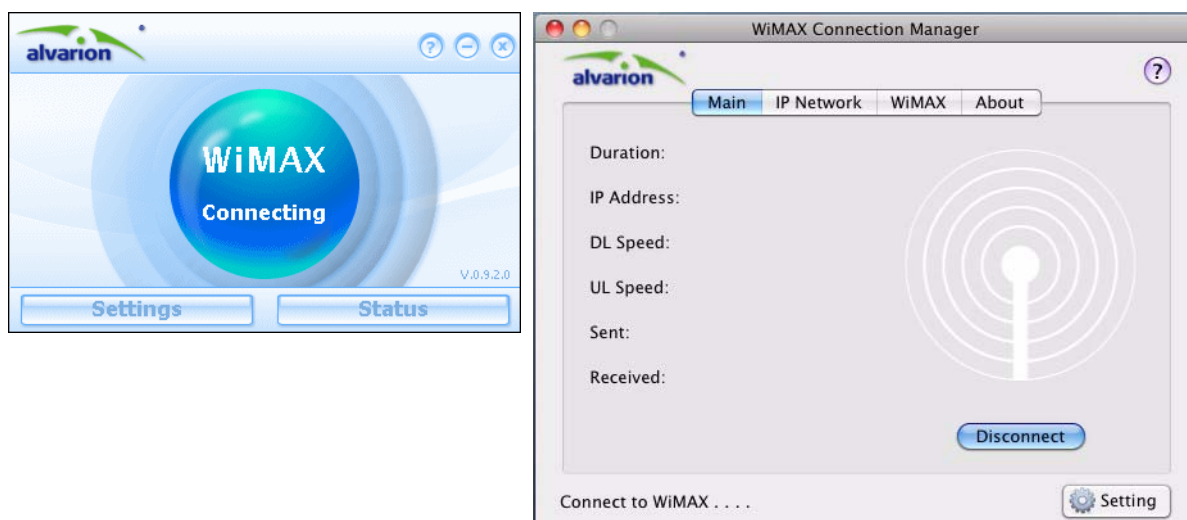 alvarion
? – x
WiMAX
Connecting
V.0.9.2.0
Settings Status
WiMAX Connection Manager
alvarion
?
Main IP Network WiMAX About
Duration:
IP Address:
DL Speed:
UL Speed:
Sent:
Received:
Disconnect
Connect to WiMAX . . . .
Setting